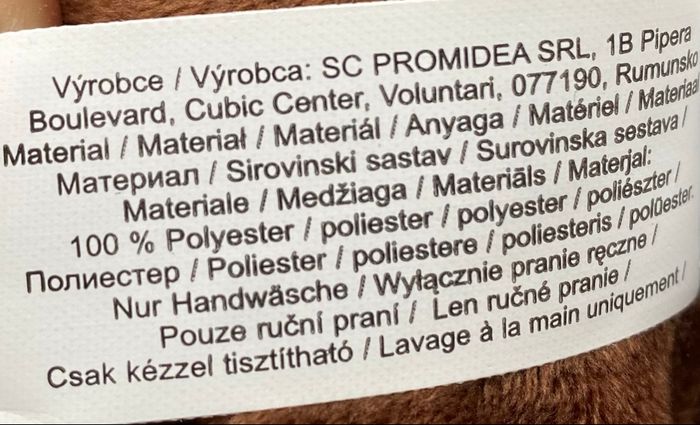 Výrobce / Výrobca: SC PROMIDEA SRL, 1B Pipera
Boulevard, Cubic Center, Voluntari, 077190, Rumunsko
Material / Materiał / Materiál / Anyaga / Matériel / Materiaal
Материал / Sirovinski sastav / Surovinska sestava /
Materiale / Medžiaga / Materiāls / Materjal:
100 % Polyester / poliester / polyester / poliészter /
Полиестер / Poliester / poliestere / poliesteris / polüester.
Nur Handwäsche / Wyłącznie pranie ręczne /
Pouze ruční praní / Len ručné pranie /
Csak kézzel tisztítható / Lavage à la main uniquement /